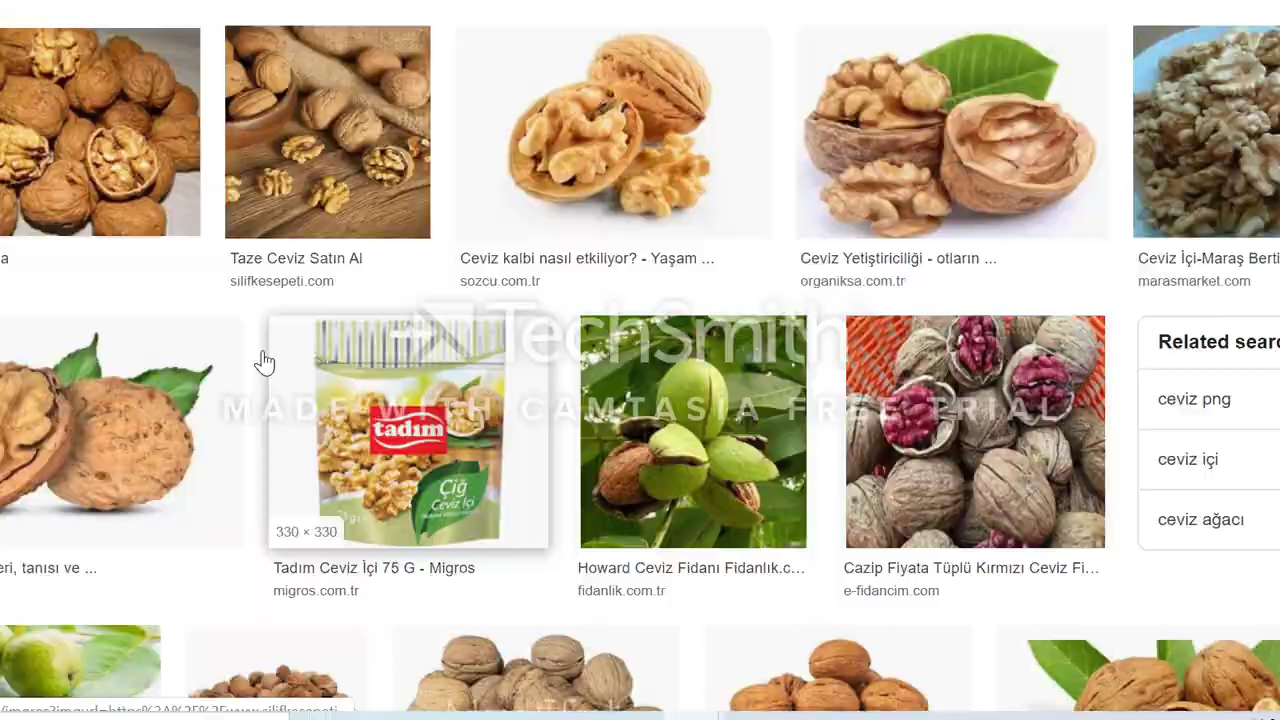 a
Taze Ceviz Satın Al
silifkesepeti.com
Ceviz kalbi nasıl etkiliyor? - Yaşam ...
sozcu.com.tr
Ceviz Yetiştiriciliği - otların ...
organiksa.com.tr
Ceviz İçi-Maraş Berti
marasmarket.com
TechSmith
MADE WITH CAMTASIA FREE TRIAL
tadım
Çiğ
Ceviz İçi
330 × 330
eri, tanısı ve ...
Tadım Ceviz İçi 75 G - Migros
migros.com.tr
Howard Ceviz Fidanı Fidanlık.c...
fidanlik.com.tr
Cazip Fiyata Tüplü Kırmızı Ceviz Fi...
e-fidancim.com
Related sear
ceviz png
ceviz içi
ceviz ağacı